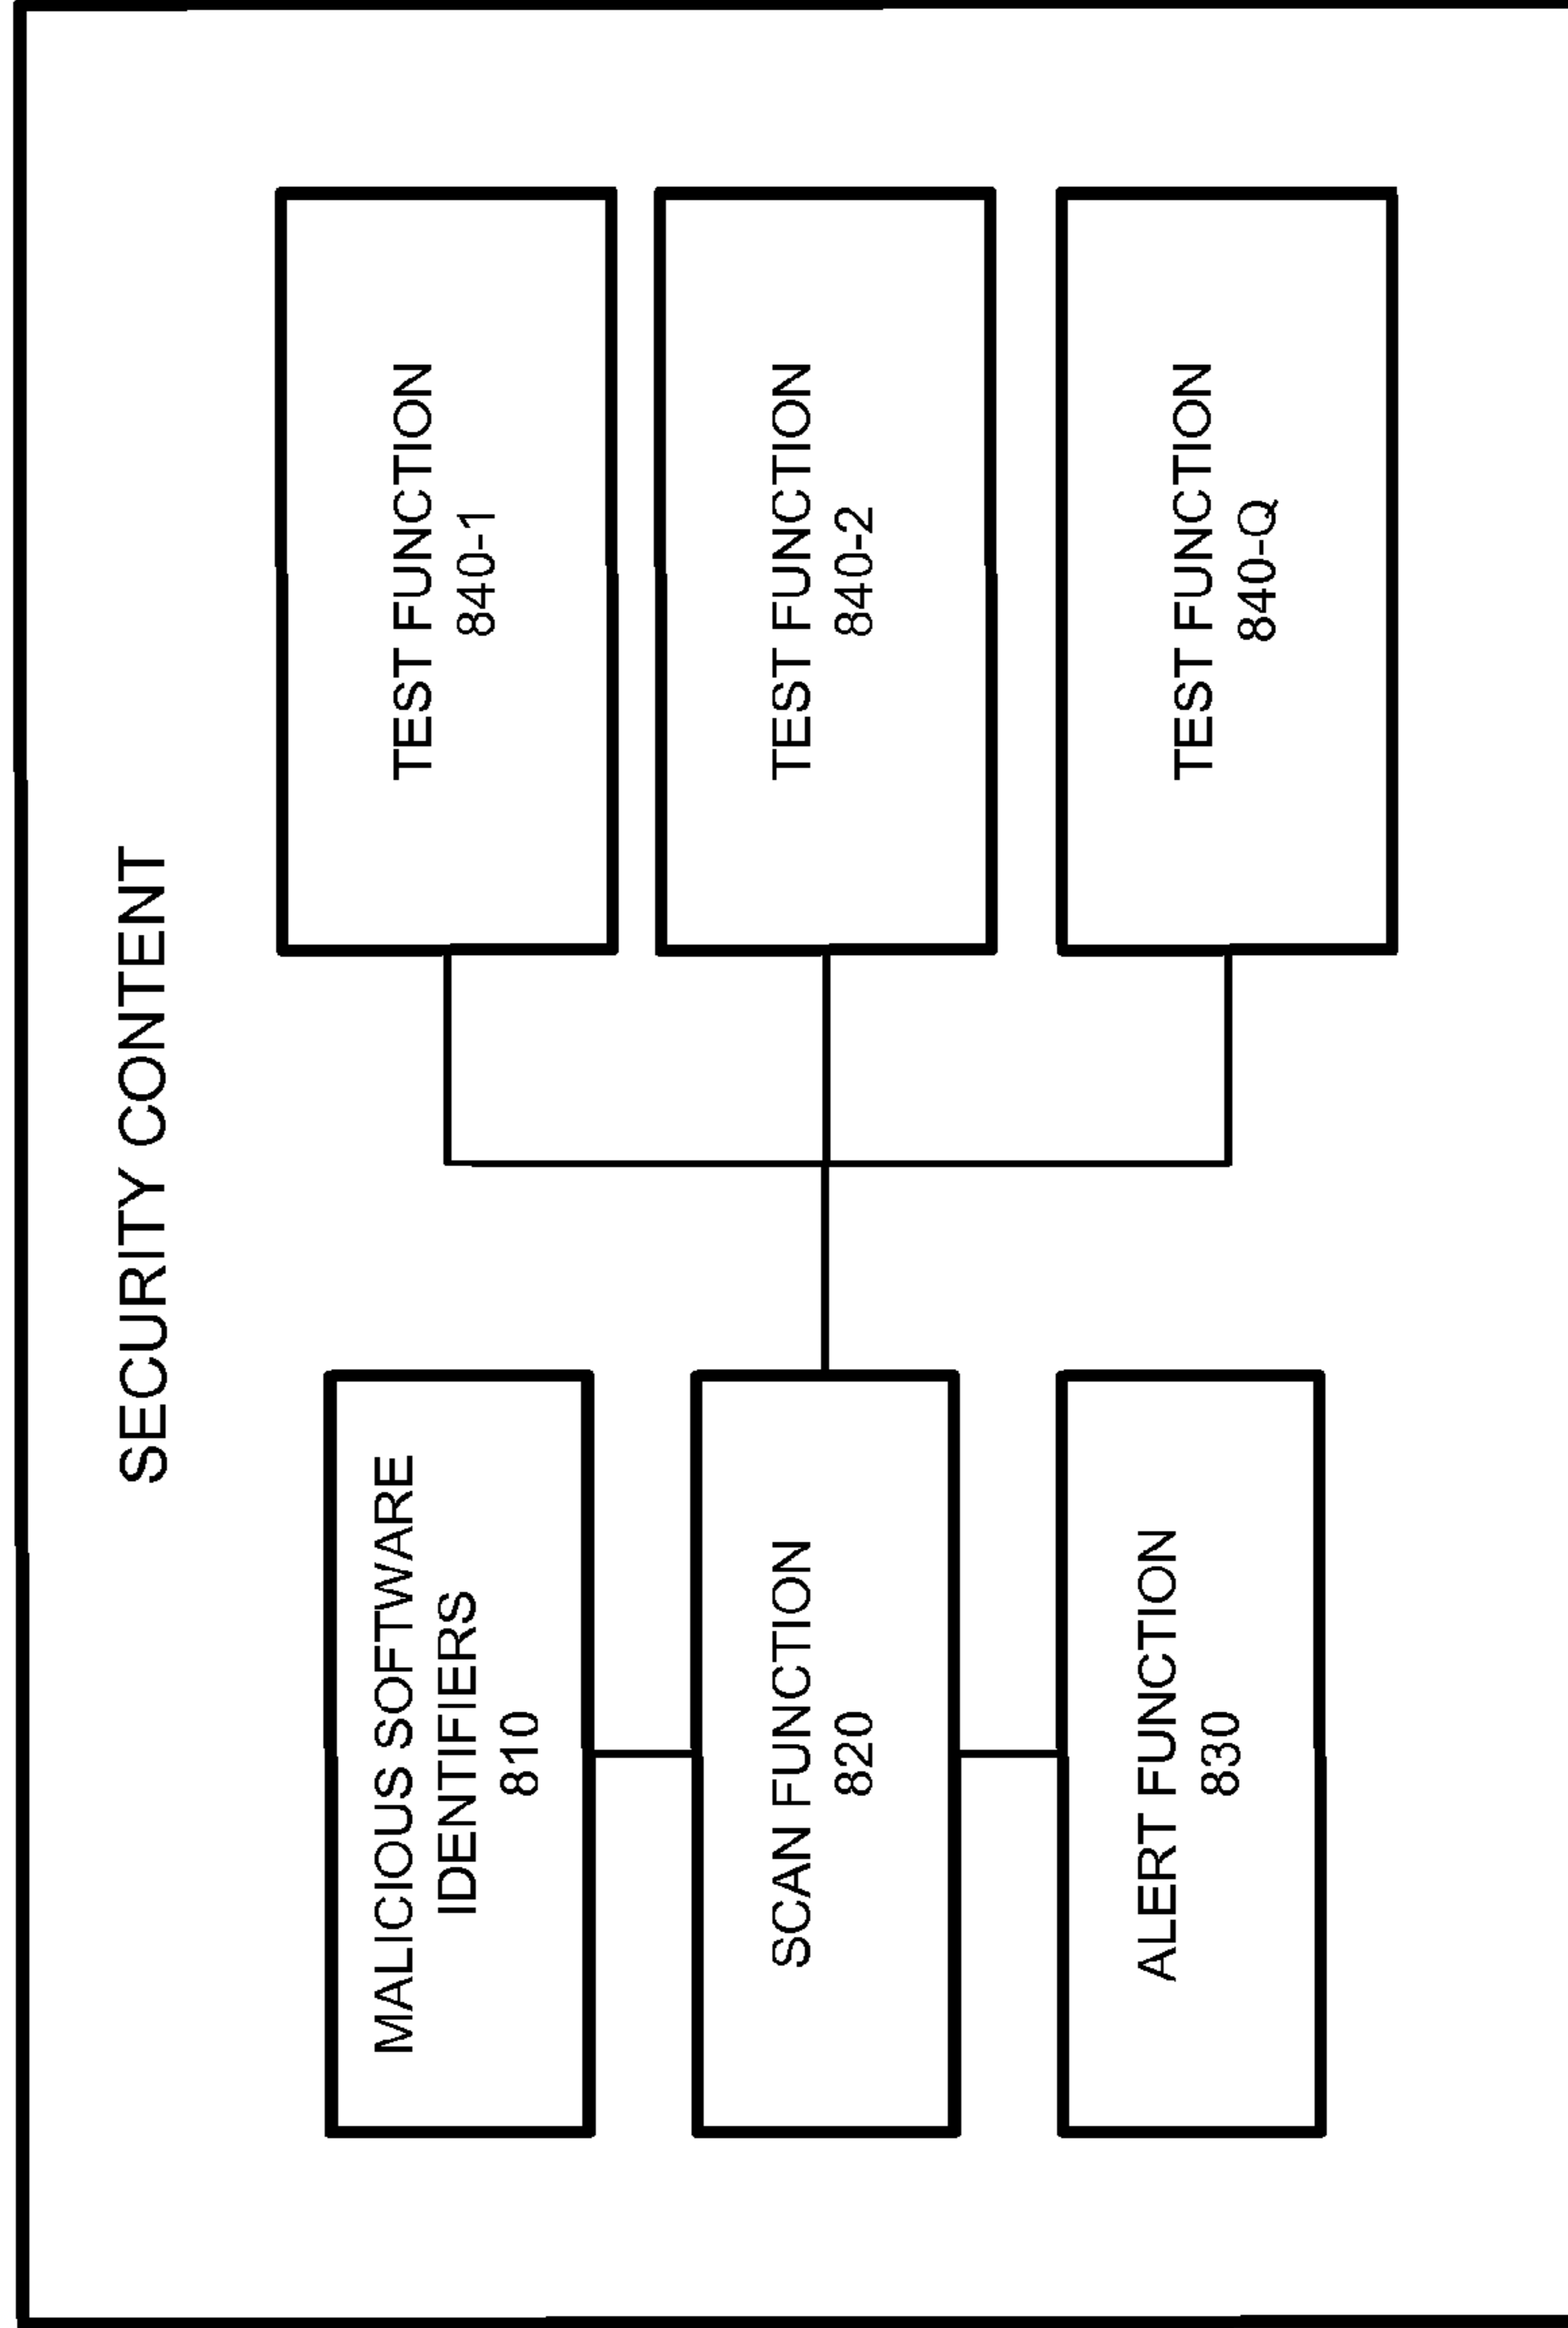 SECURITY CONTENT
MALICIOUS SOFTWARE
IDENTIFIERS
810
SCAN FUNCTION
820
ALERT FUNCTION
830
TEST FUNCTION
840-1
TEST FUNCTION
840-2
TEST FUNCTION
840-Q